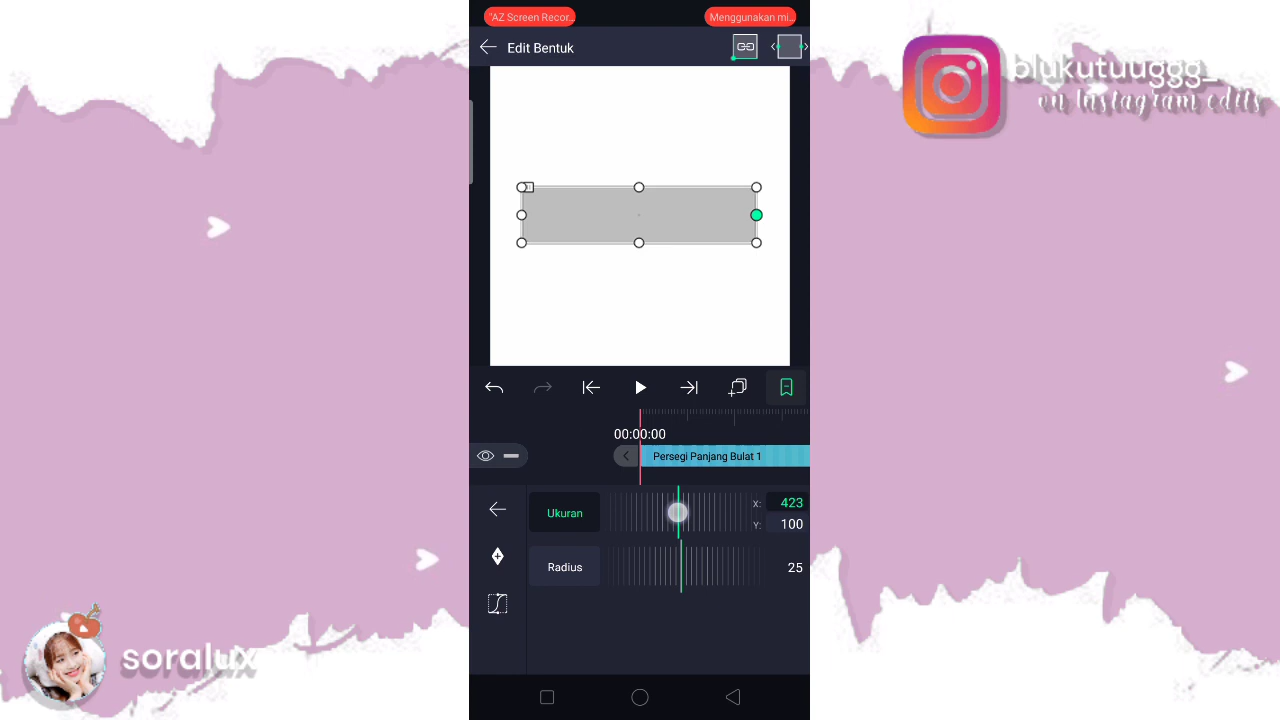 "AZ Screen Recor...
Menggunakan mi...
Edit Bentuk
blukutuuggg_
on Instagram edits
00:00:00
Persegi Panjang Bulat 1
Ukuran
X: 423
Y: 100
Radius
25
soralux